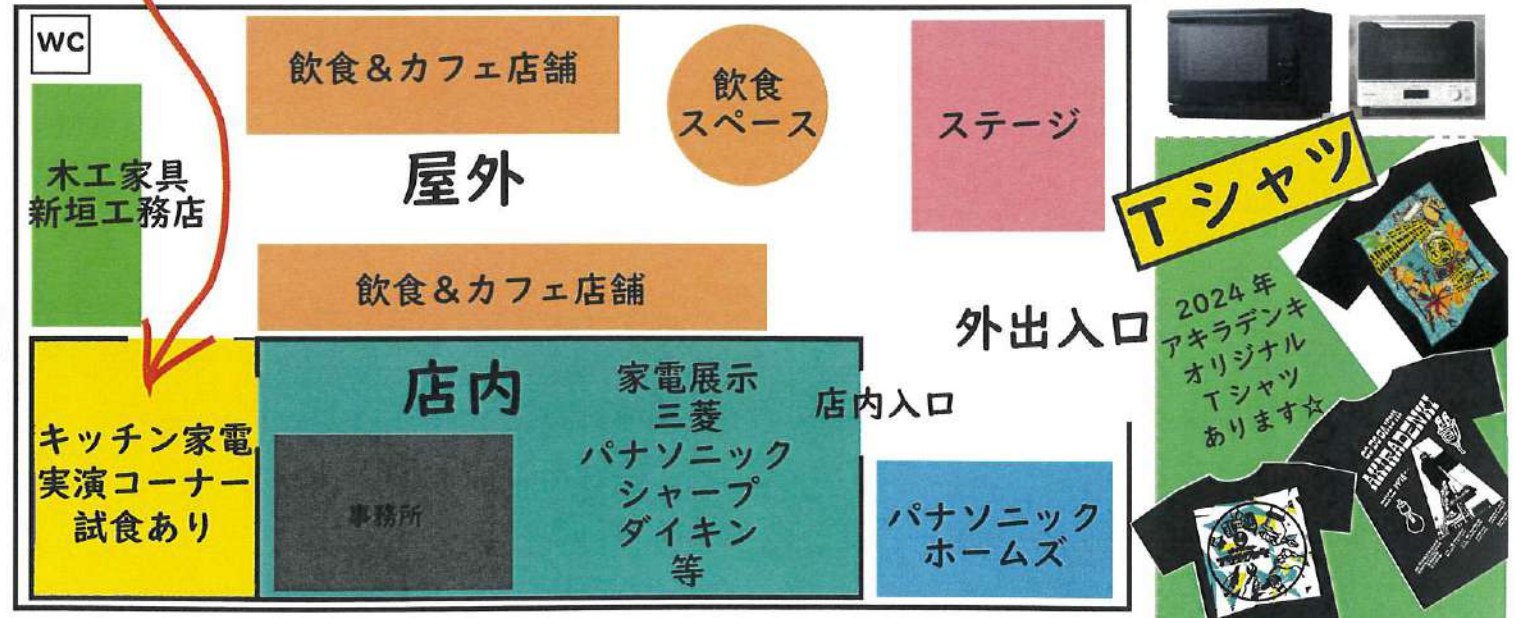 WC
飲食&カフェ店舗
飲食
スペース
ステージ
木工家具
新垣工務店
屋外
飲食&カフェ店舗
外出入口
店内
家電展示
三菱
パナソニック
シャープ
ダイキン
等
店内入口
事務所
キッチン家電
実演コーナー
試食あり
パナソニック
ホームズ
Tシャツ
2024年
アキラデンキ
オリジナル
Tシャツ
あります☆
AKIRADENKI